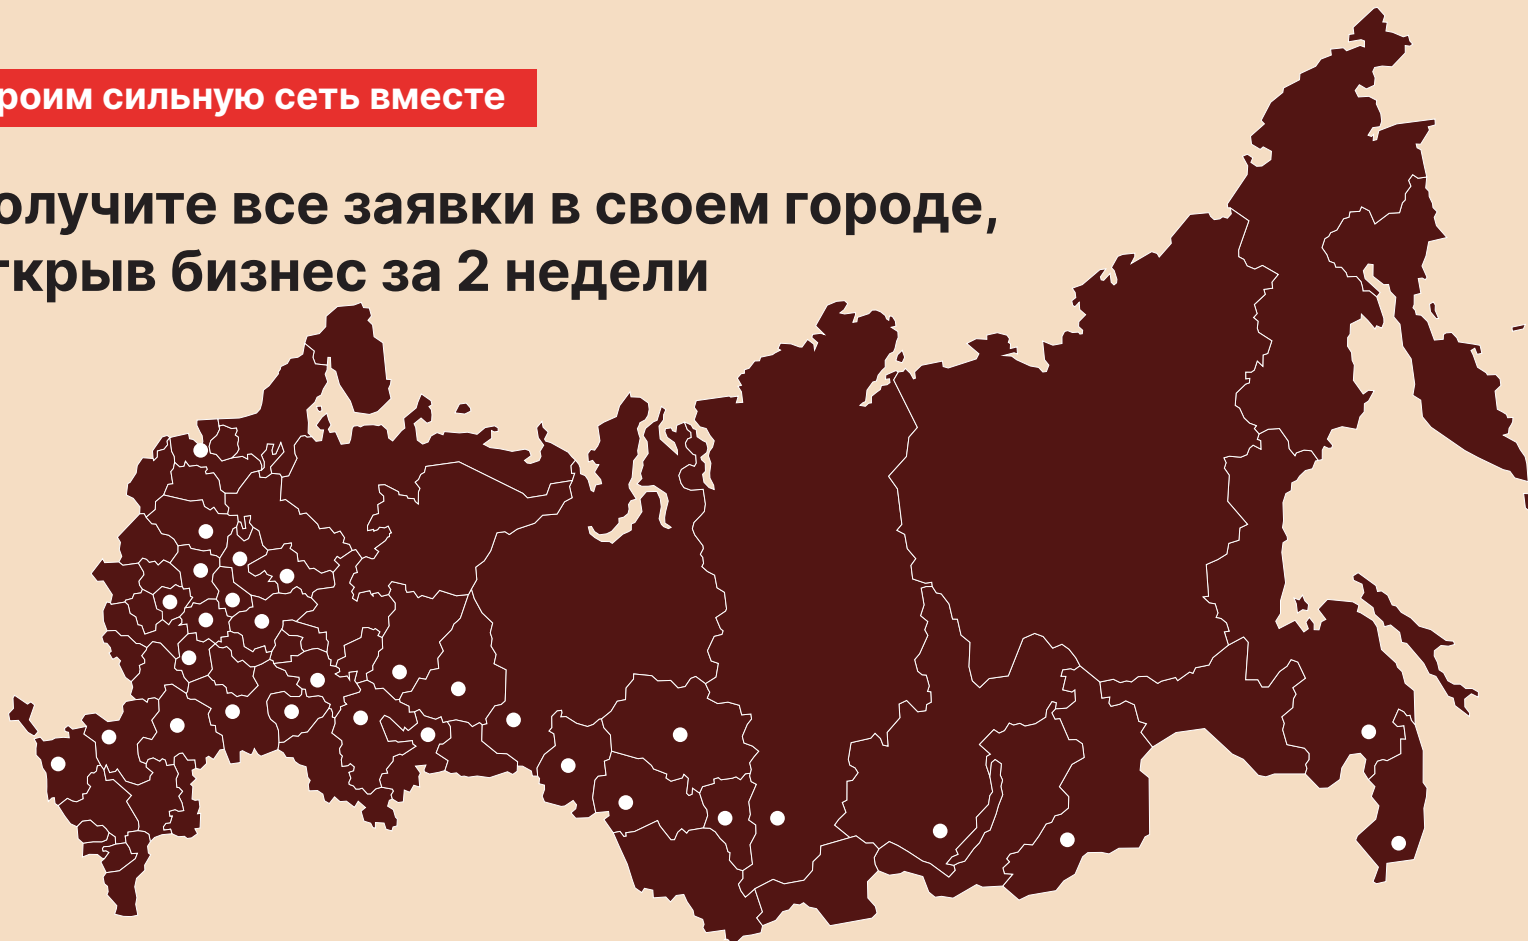 роим сильную сеть вместе
олучите все заявки в своем городе,
ткрыв бизнес за 2 недели